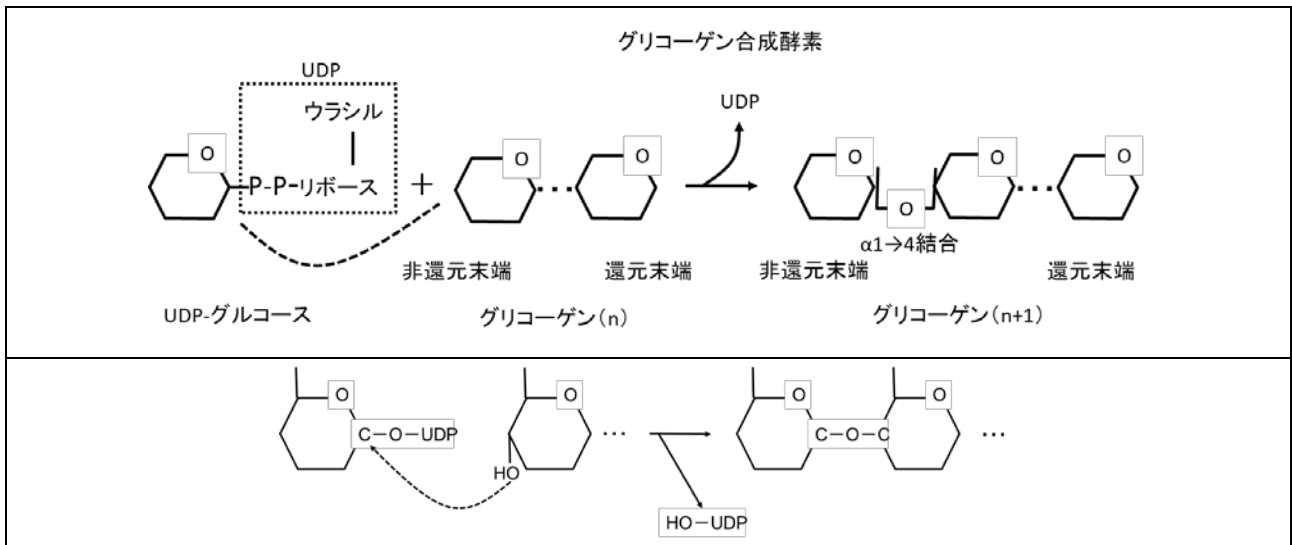 グリコーゲン合成酵素
UDP
ウラシル
UDP
O
P-P-リボース
+
O
…
O
O
O
O
…
O
α1→4結合
非還元末端
還元末端
非還元末端
還元末端
UDP-グルコース
グリコーゲン(n)
グリコーゲン(n+1)
O
C-O-UDP
O
HO
…
O
C-O-C
O
…
HO-UDP